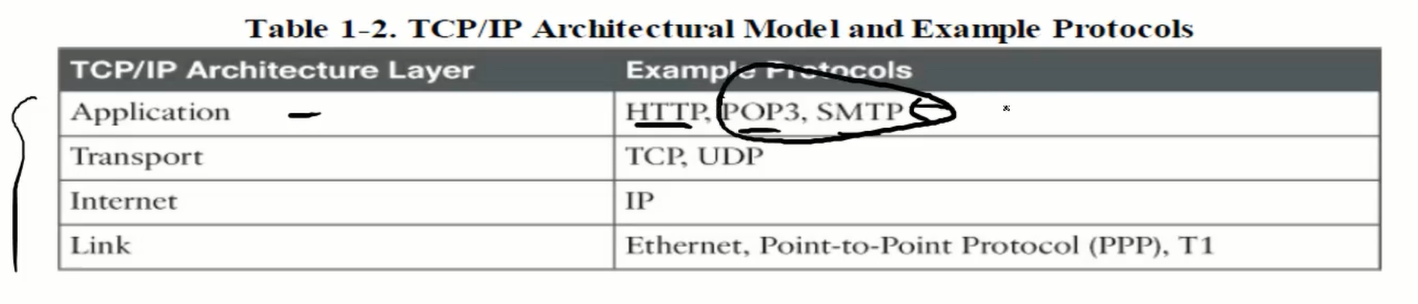 Table 1-2. TCP/IP Architectural Model and Example Protocols
TCP/IP Architecture Layer Example Protocols
Application HTTP, POP3, SMTP
Transport TCP, UDP
Internet IP
Link Ethernet, Point-to-Point Protocol (PPP), T1